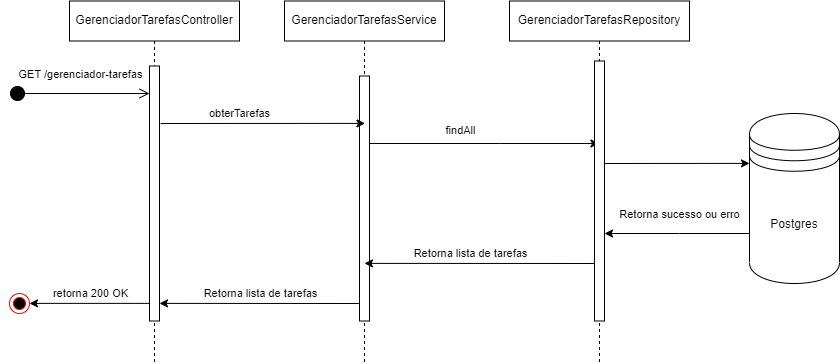 GerenciadorTarefasController
GerenciadorTarefasService
GerenciadorTarefasRepository
GET /gerenciador-tarefas
obterTarefas
findAll
Retorna sucesso ou erro
Postgres
Retorna lista de tarefas
retorna 200 OK
Retorna lista de tarefas